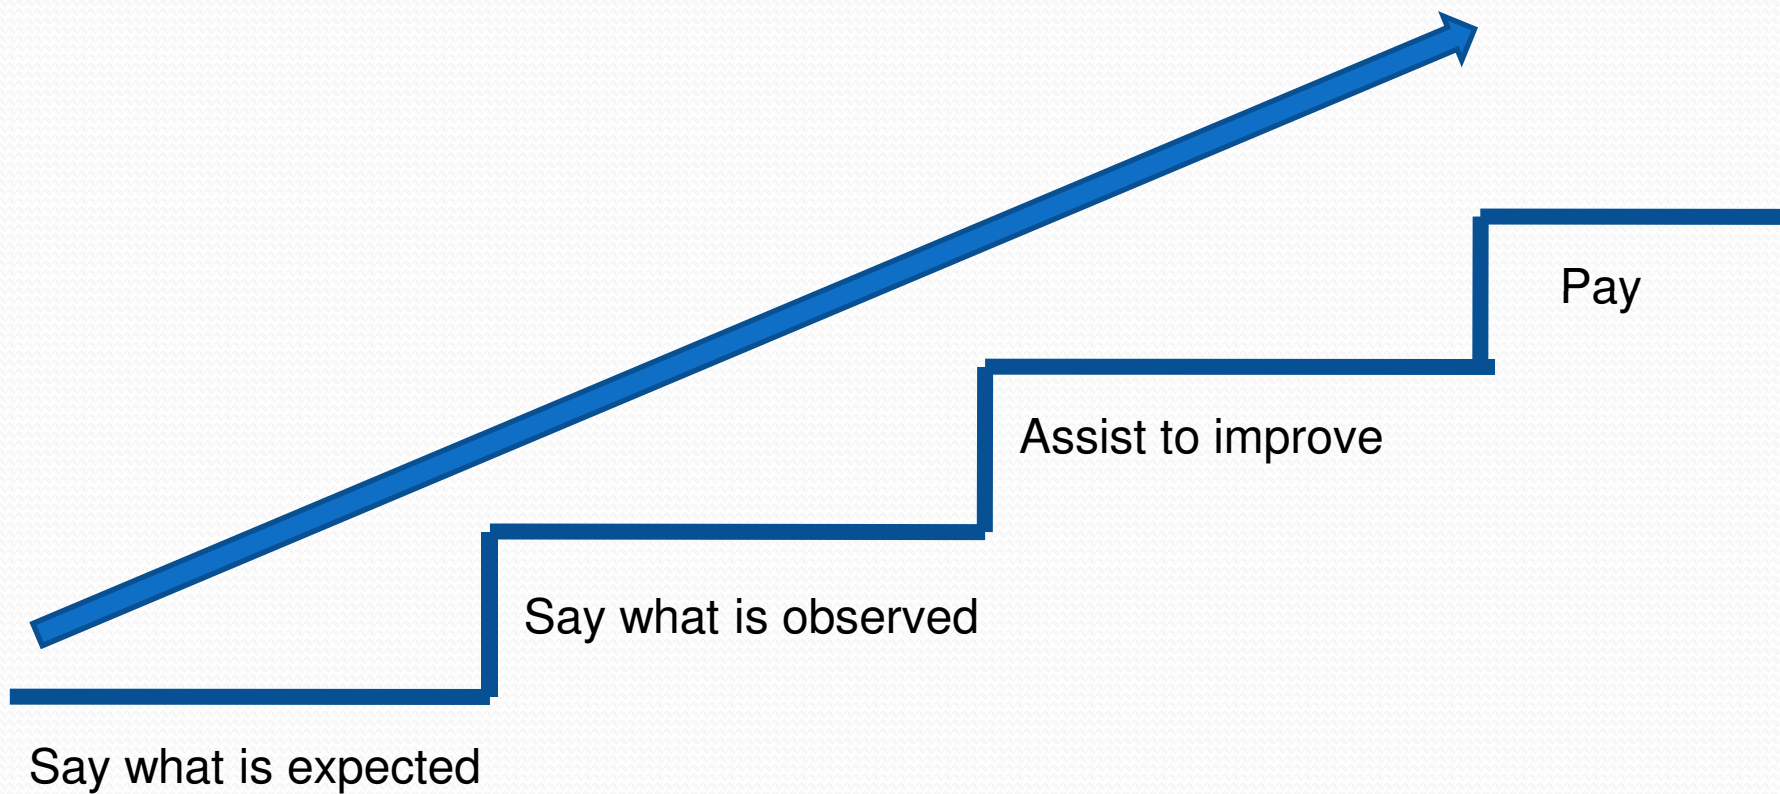 Pay
Assist to improve
Say what is observed
Say what is expected